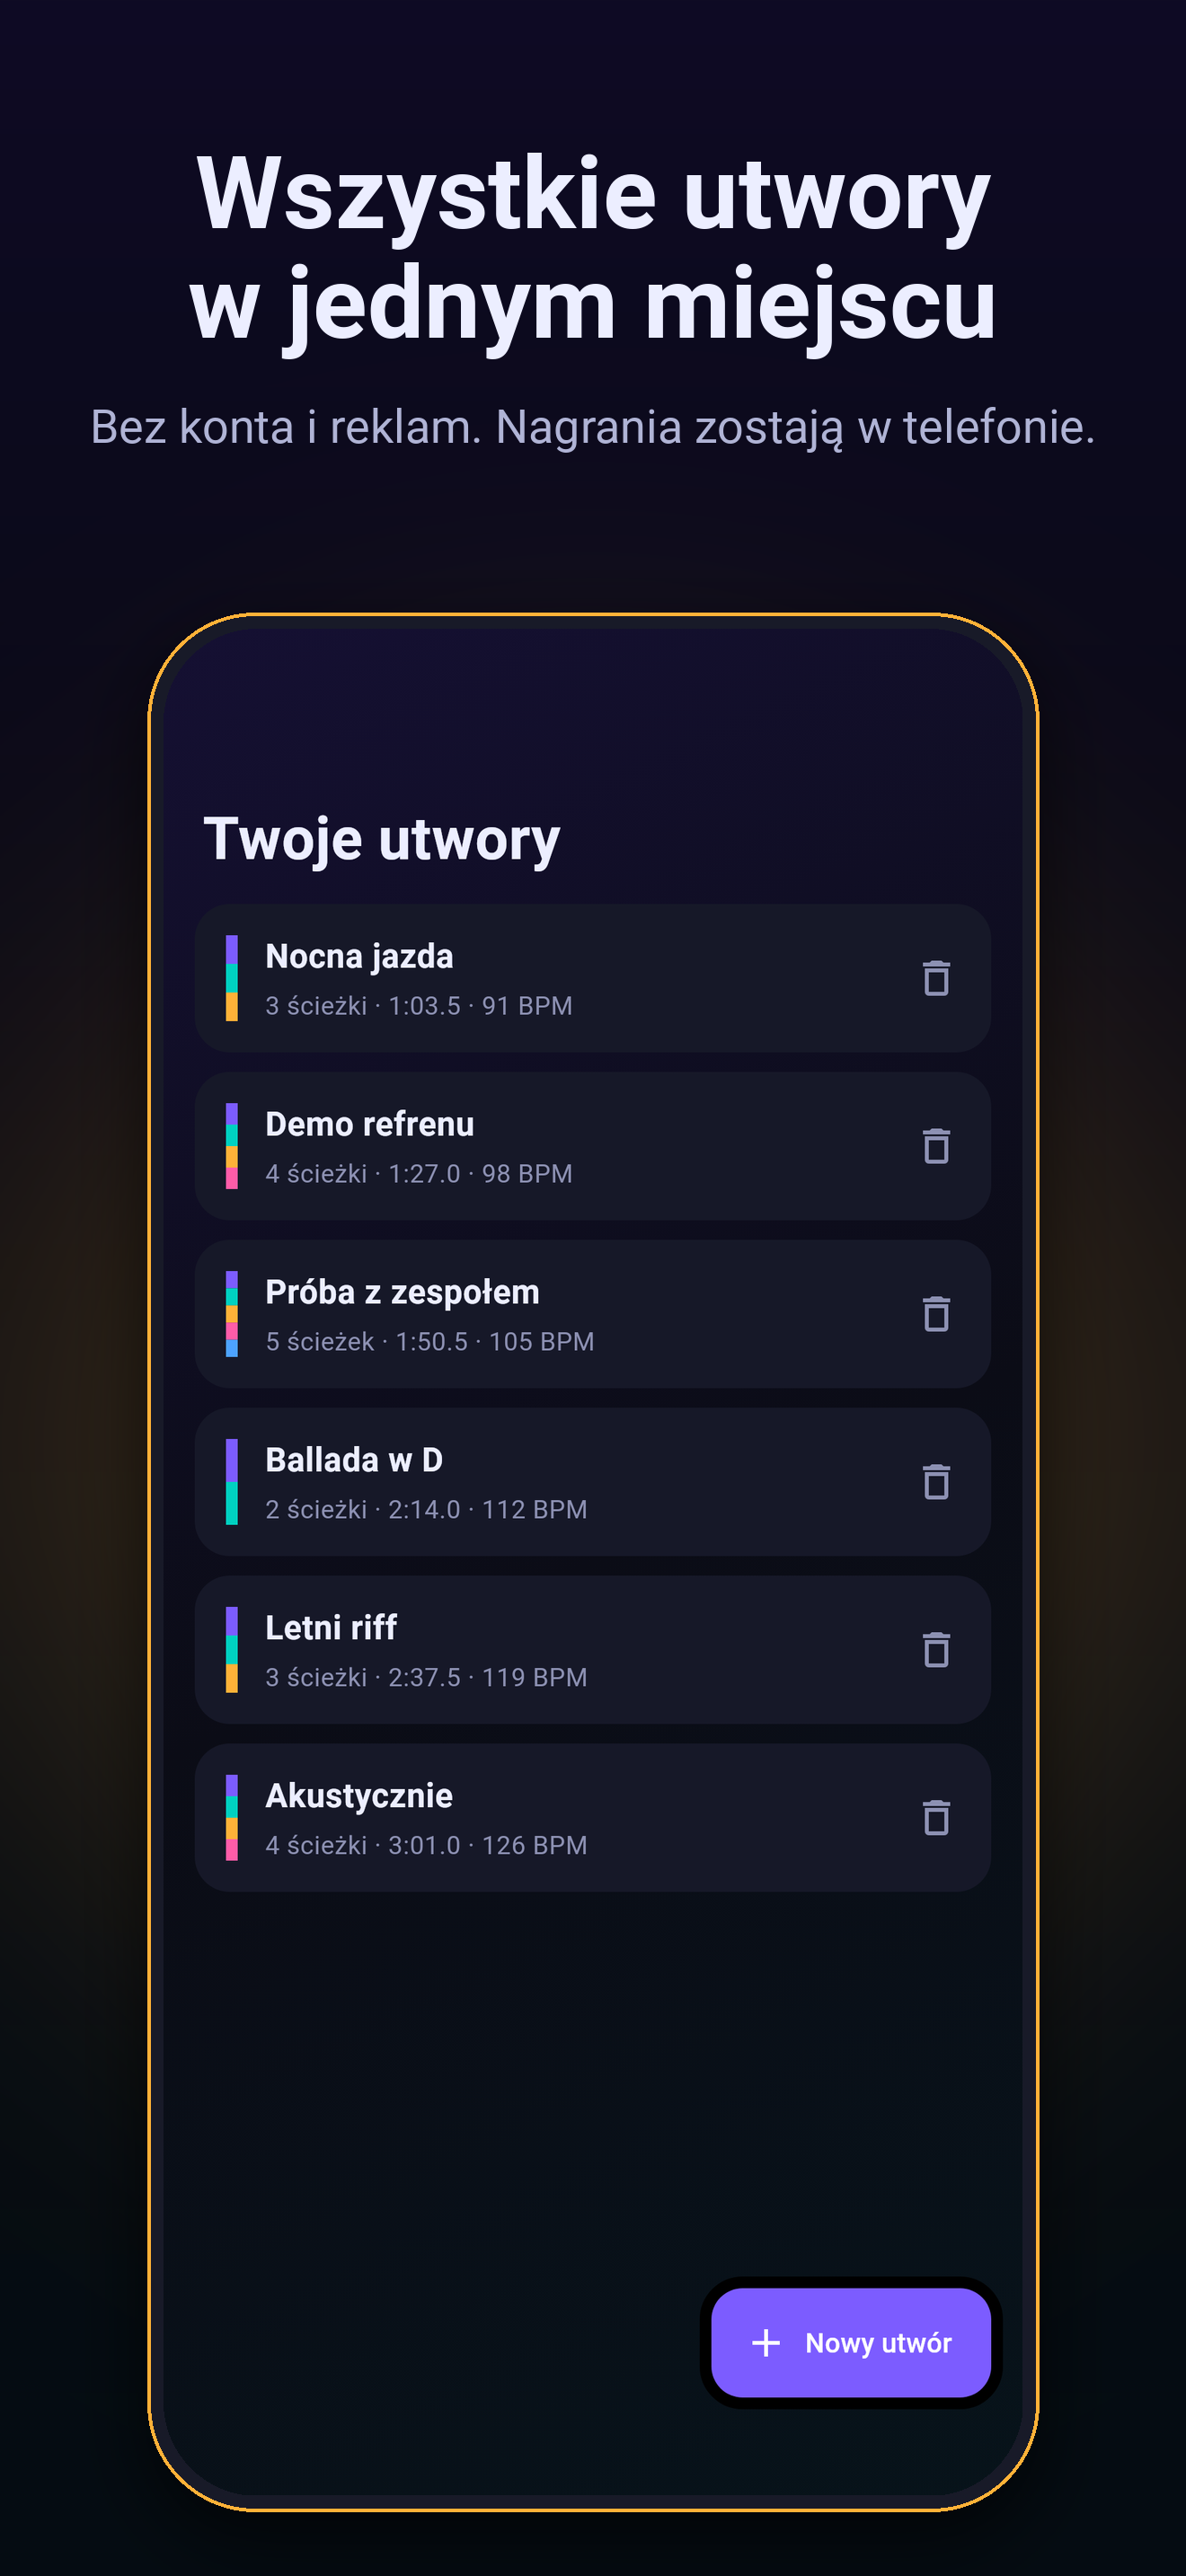 Wszystkie utwory
w jednym miejscu
Bez konta i reklam. Nagrania zostają w telefonie.
Twoje utwory
Nocna jazda
3 ścieżki · 1:03.5 · 91 BPM
Demo refrenu
4 ścieżki · 1:27.0 · 98 BPM
Próba z zespołem
5 ścieżek · 1:50.5 · 105 BPM
Ballada w D
2 ścieżki · 2:14.0 · 112 BPM
Letni riff
3 ścieżki · 2:37.5 · 119 BPM
Akustycznie
4 ścieżki · 3:01.0 · 126 BPM
Nowy utwór